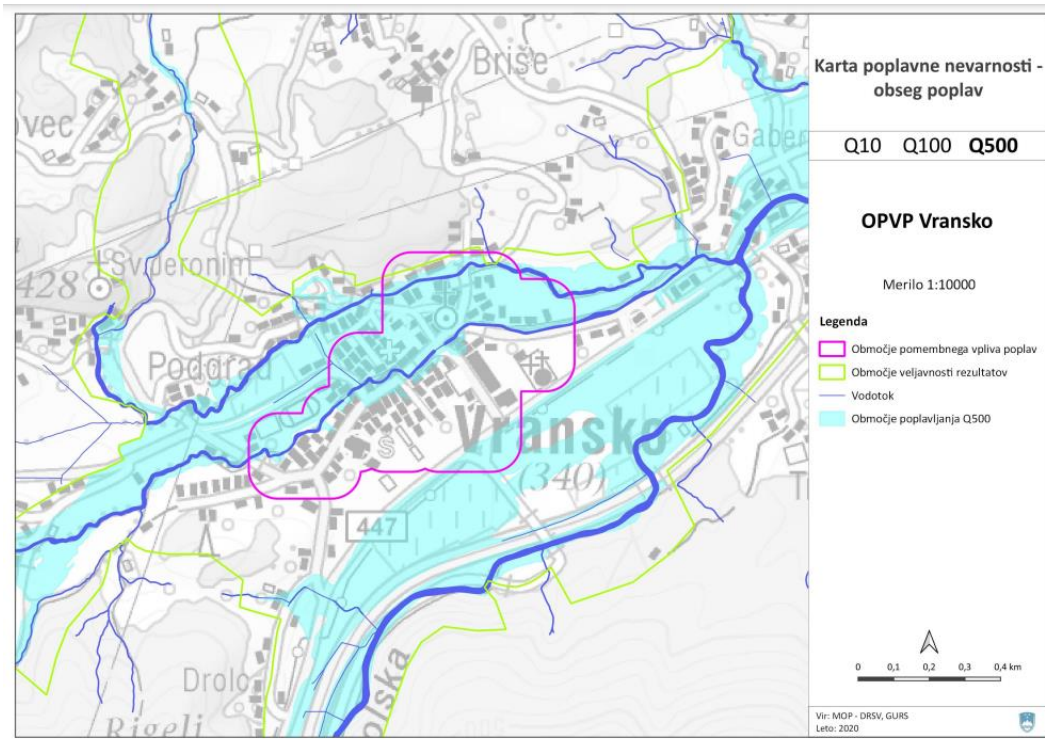 Brise
ovec
Gaber
Sv. Jeronim
428
Podgrad
Vransko
(340)
S
447
Drolc
Rigelj
olska
Karta poplavne nevarnosti -
obseg poplav
Q10 Q100 Q500
OPVP Vransko
Merilo 1:10000
Legenda
Območje pomembnega vpliva poplav
Območje veljavnosti rezultatov
Vodotok
Območje poplavljanja Q500
0 0,1 0,2 0,3 0,4 km
Vir: MOP - DRSV, GURS
Leto: 2020